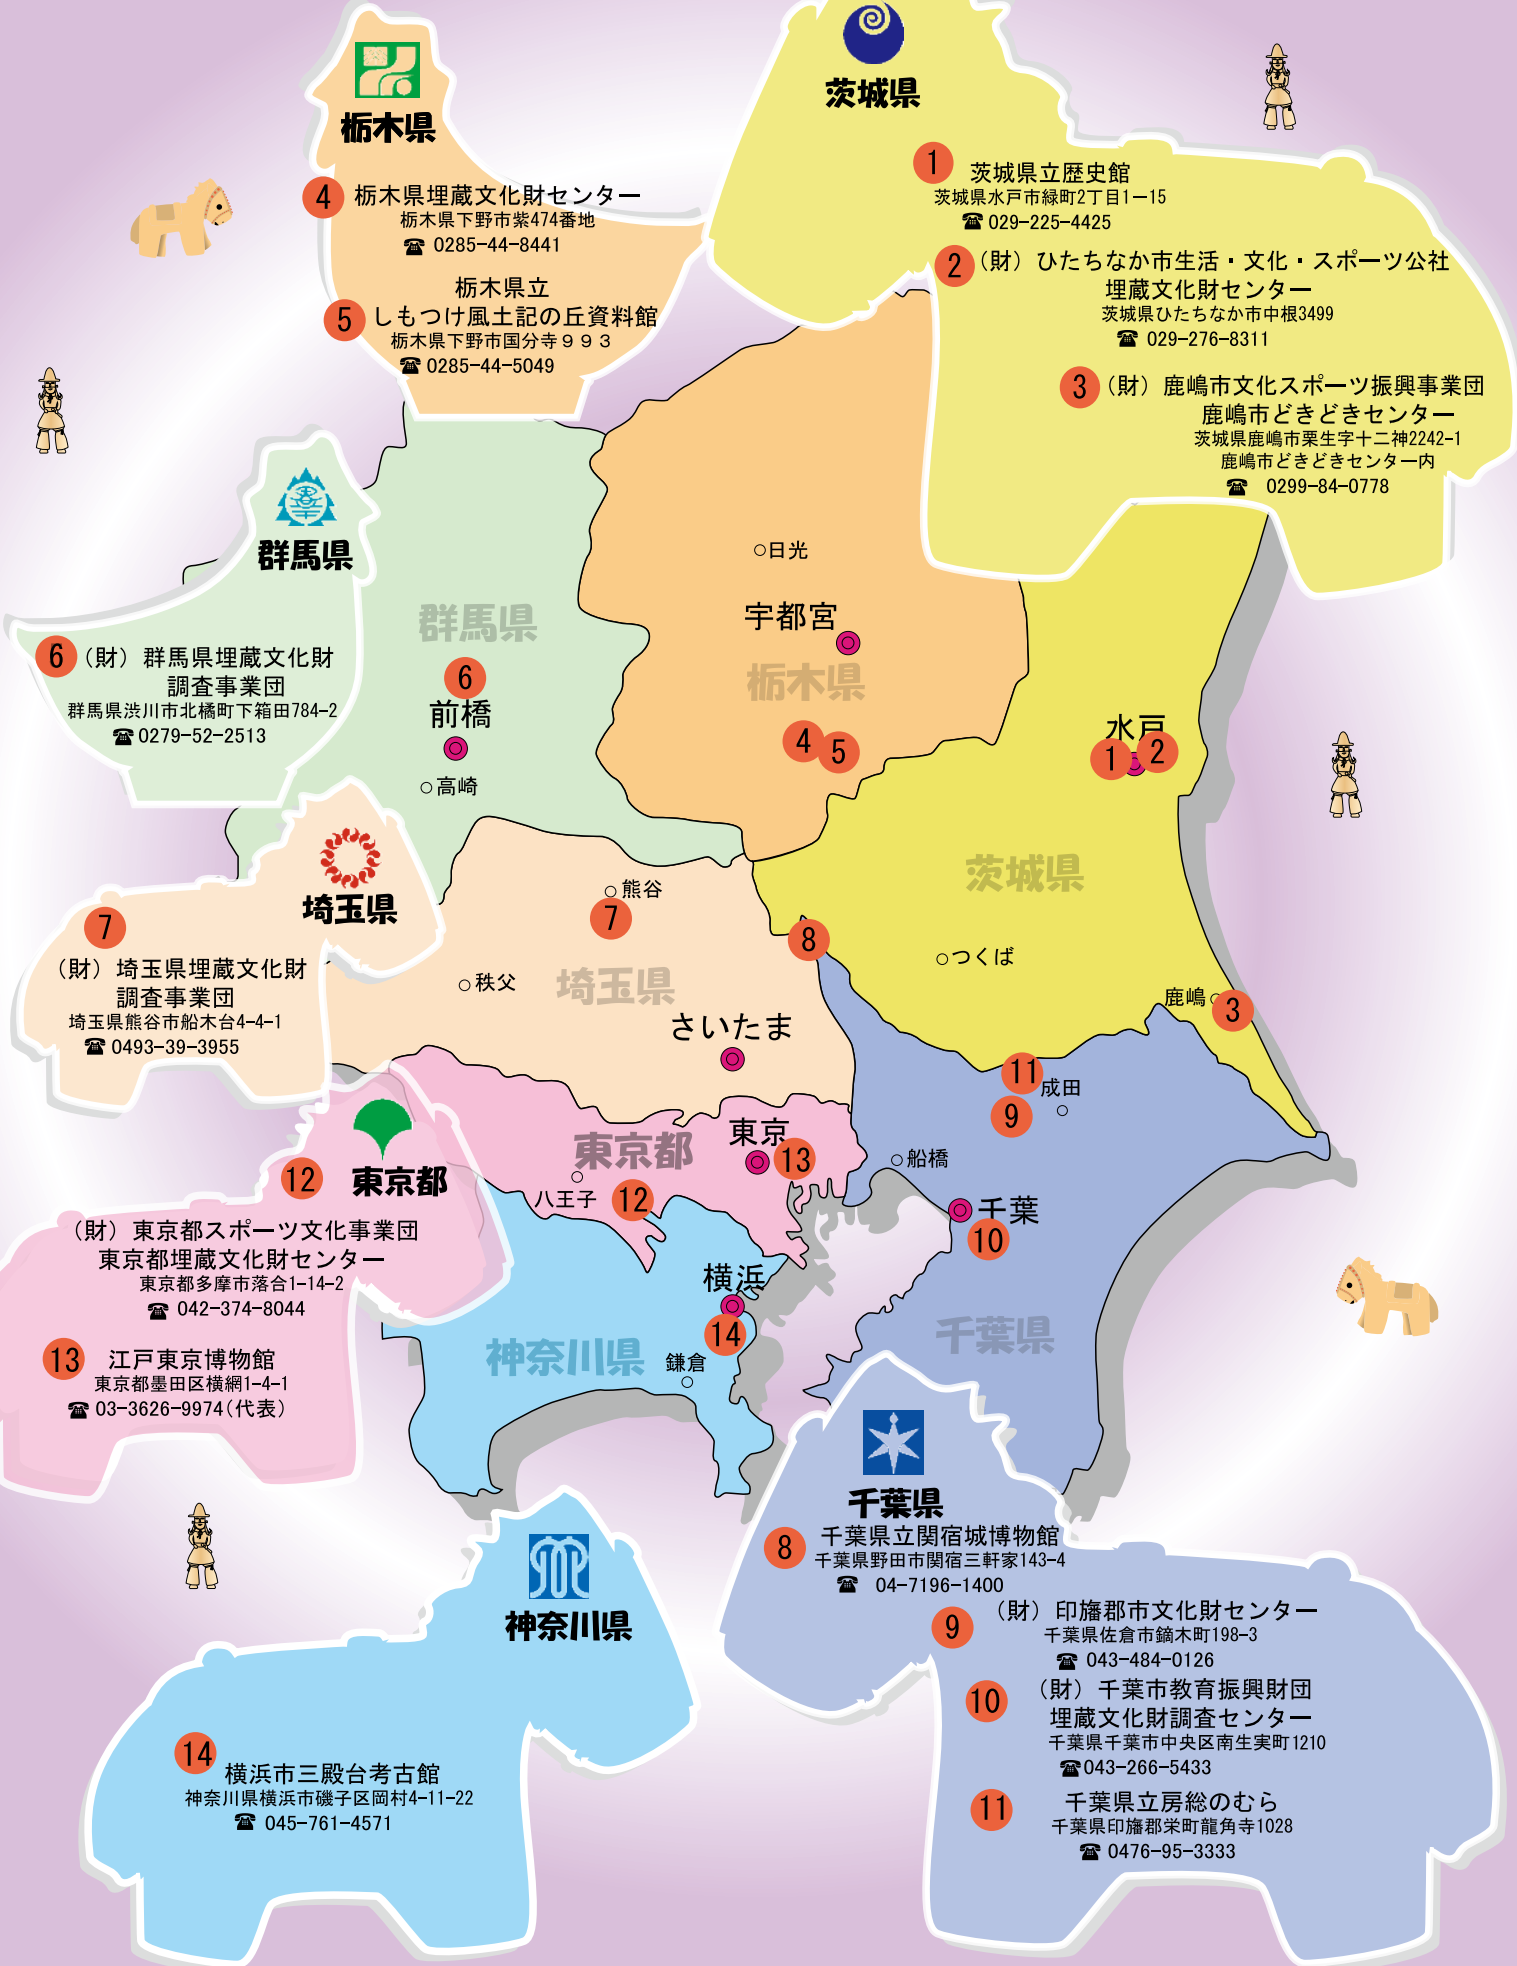 栃木県
4
栃木県埋蔵文化財センター
栃木県下野市紫474番地
☎ 0285-44-8441
5
栃木県立
しもつけ風土記の丘資料館
栃木県下野市国分寺993
☎ 0285-44-5049
茨城県
1
茨城県立歴史館
茨城県水戸市緑町2丁目1-15
☎ 029-225-4425
2
(財)ひたちなか市生活・文化・スポーツ公社
埋蔵文化財センター
茨城県ひたちなか市中根3499
☎ 029-276-8311
3
(財)鹿嶋市文化スポーツ振興事業団
鹿嶋市どきどきセンター
茨城県鹿嶋市粟生字十二神2242-1
鹿嶋市どきどきセンター内
☎ 0299-84-0778
群馬県
6
(財)群馬県埋蔵文化財
調査事業団
群馬県渋川市北橘町下箱田784-2
☎ 0279-52-2513
埼玉県
7
(財)埼玉県埋蔵文化財
調査事業団
埼玉県熊谷市船木台4-4-1
☎ 0493-39-3955
東京都
12
(財)東京都スポーツ文化事業団
東京都埋蔵文化財センター
東京都多摩市落合1-14-2
☎ 042-374-8044
13
江戸東京博物館
東京都墨田区横網1-4-1
☎ 03-3626-9974(代表)
群馬県
6
前橋
高崎
日光
宇都宮
栃木県
4
5
水戸
1
2
茨城県
つくば
鹿嶋
3
熊谷
7
秩父
埼玉県
さいたま
8
11
成田
9
船橋
千葉
10
千葉県
東京都
東京
13
八王子
12
横浜
14
神奈川県
鎌倉
神奈川県
14
横浜市三殿台考古館
神奈川県横浜市磯子区岡村4-11-22
☎ 045-761-4571
千葉県
8
千葉県立関宿城博物館
千葉県野田市関宿三軒家143-4
☎ 04-7196-1400
9
(財)印旛郡市文化財センター
千葉県佐倉市鏑木町198-3
☎ 043-484-0126
10
(財)千葉市教育振興財団
埋蔵文化財調査センター
千葉県千葉市中央区南生実町1210
☎ 043-266-5433
11
千葉県立房総のむら
千葉県印旛郡栄町龍角寺1028
☎ 0476-95-3333